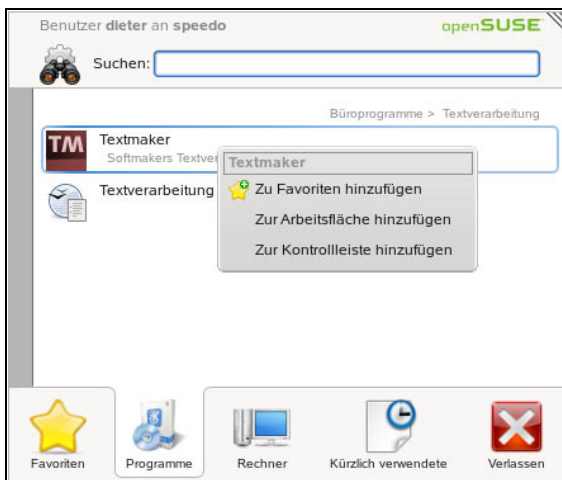 Benutzer dieter an speedo
openSUSE
Suchen:
Büroprogramme > Textverarbeitung
TM
Textmaker
Softmakers Textver
Textmaker
Zu Favoriten hinzufügen
Zur Arbeitsfläche hinzufügen
Zur Kontrollleiste hinzufügen
Textverarbeitung
Favoriten
Programme
Rechner
Kürzlich verwendete
Verlassen